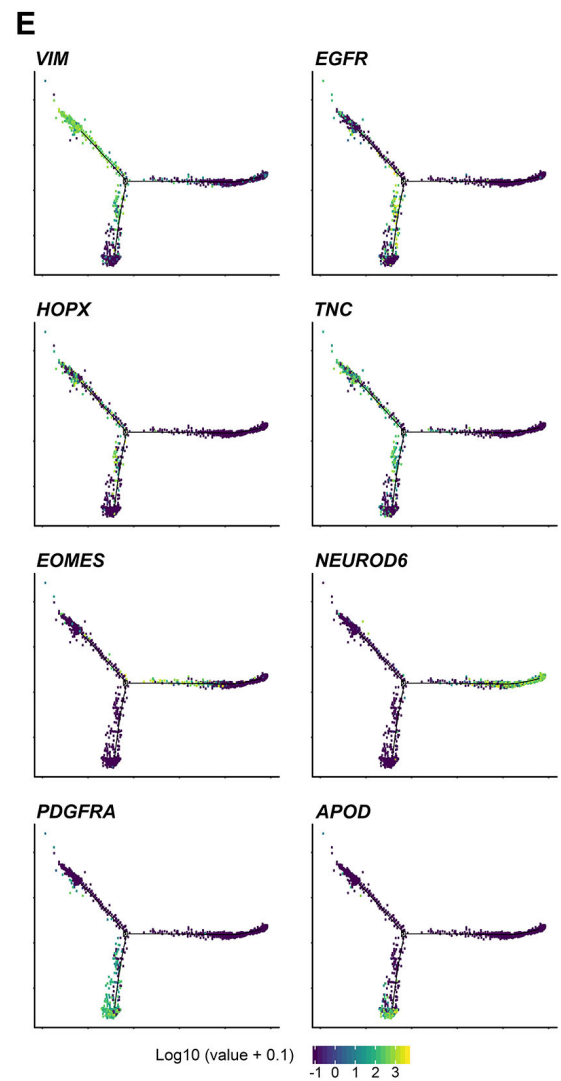 E
VIM EGFR
HOPX TNC
EOMES NEUROD6
PDGFRA APOD
Log10 (value + 0.1)
-1 0 1 2 3